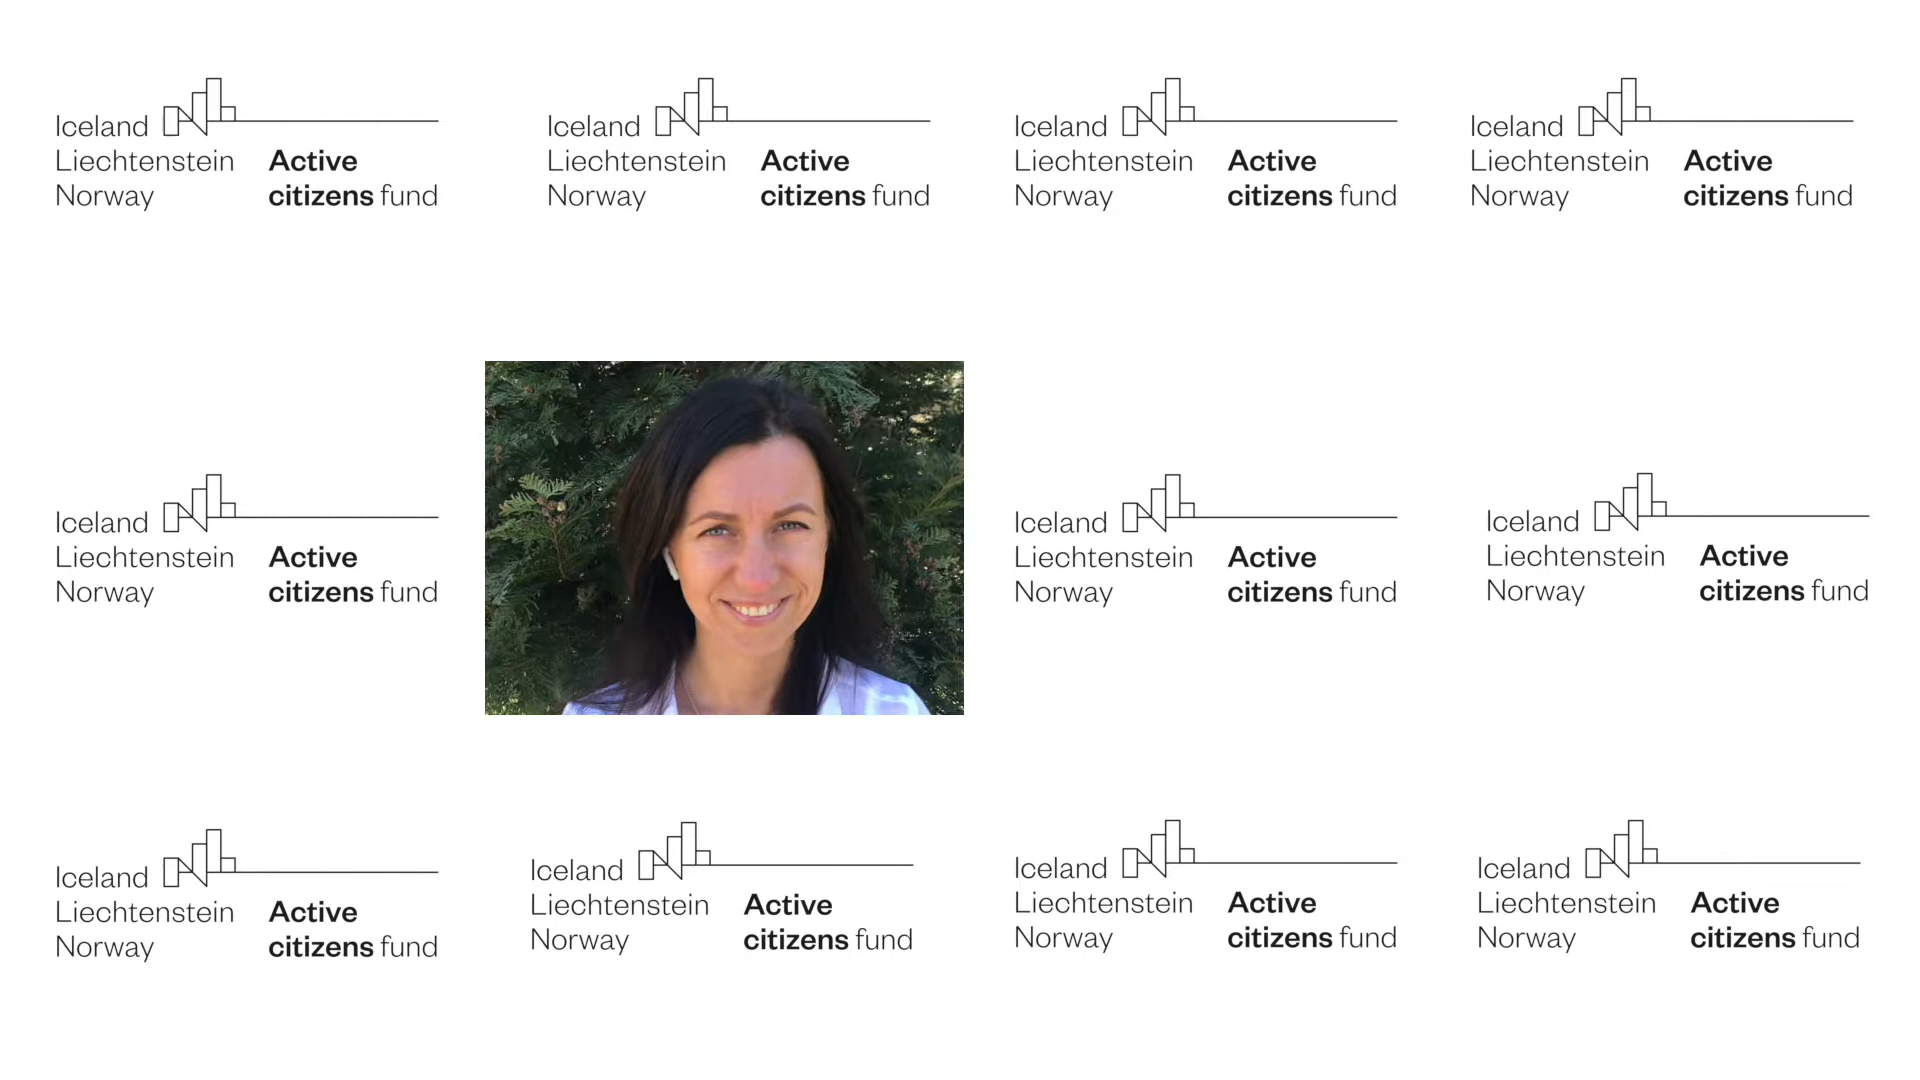 Iceland
Liechtenstein Active
Norway citizens fund
Iceland
Liechtenstein Active
Norway citizens fund
Iceland
Liechtenstein Active
Norway citizens fund
Iceland
Liechtenstein Active
Norway citizens fund
Iceland
Liechtenstein Active
Norway citizens fund
Iceland
Liechtenstein Active
Norway citizens fund
Iceland
Liechtenstein Active
Norway citizens fund
Iceland
Liechtenstein Active
Norway citizens fund
Iceland
Liechtenstein Active
Norway citizens fund
Iceland
Liechtenstein Active
Norway citizens fund
Iceland
Liechtenstein Active
Norway citizens fund